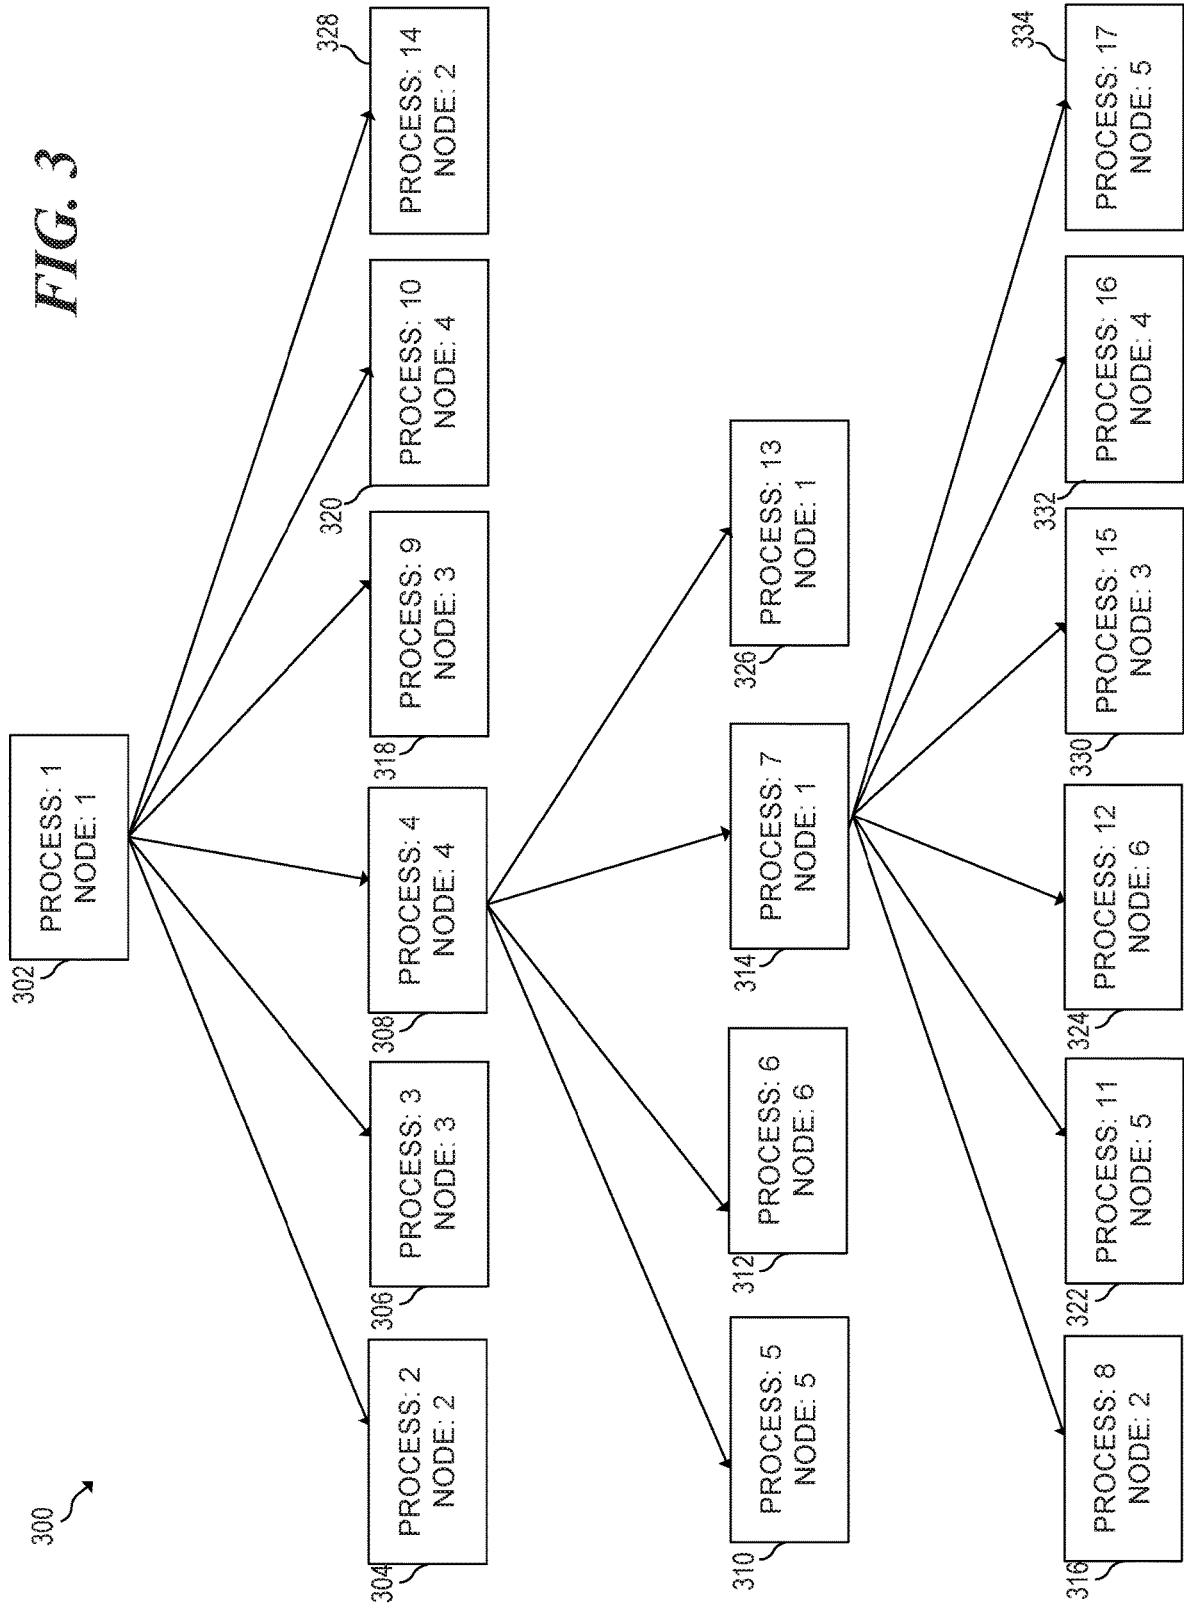 FIG. 3
300
302
PROCESS: 1
NODE: 1
304
PROCESS: 2
NODE: 2
306
PROCESS: 3
NODE: 3
308
PROCESS: 4
NODE: 4
318
PROCESS: 9
NODE: 3
320
PROCESS: 10
NODE: 4
328
PROCESS: 14
NODE: 2
310
PROCESS: 5
NODE: 5
312
PROCESS: 6
NODE: 6
314
PROCESS: 7
NODE: 1
326
PROCESS: 13
NODE: 1
316
PROCESS: 8
NODE: 2
322
PROCESS: 11
NODE: 5
324
PROCESS: 12
NODE: 6
330
PROCESS: 15
NODE: 3
332
PROCESS: 16
NODE: 4
334
PROCESS: 17
NODE: 5